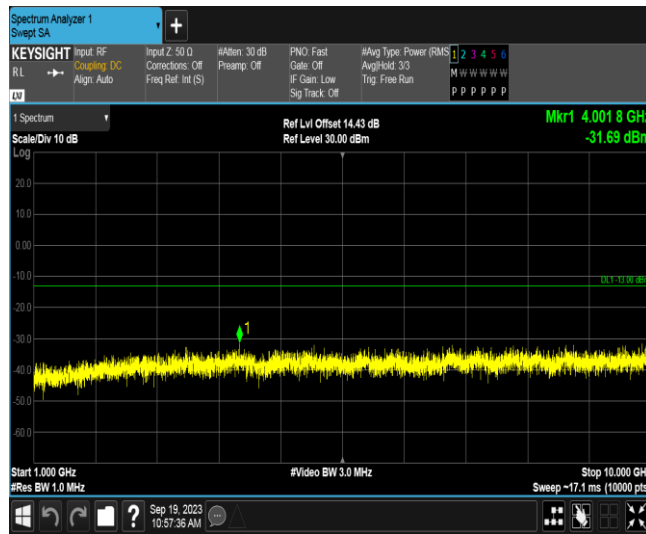 Spectrum Analyzer 1
Swept SA
KEYSIGHT
RL
LXI
Input: RF
Coupling: DC
Align: Auto
Input Z: 50 Ω
Corrections: Off
Freq Ref: Int (S)
#Atten: 30 dB
Preamp: Off
PNO: Fast
Gate: Off
IF Gain: Low
Sig Track: Off
#Avg Type: Power (RMS
Avg|Hold: 3/3
Trig: Free Run
1 2 3 4 5 6
M W W W W W
P P P P P P
1 Spectrum
Scale/Div 10 dB
Log
Ref Lvl Offset 14.43 dB
Ref Level 30.00 dBm
Mkr1 4.001 8 GHz
-31.69 dBm
20.0
10.0
0.00
-10.0
DL1 -13.00 dBm
-20.0
-30.0
1
-40.0
-50.0
-60.0
Start 1.000 GHz
#Res BW 1.0 MHz
#Video BW 3.0 MHz
Stop 10.000 GH
Sweep ~17.1 ms (10000 pts
?
Sep 19, 2023
10:57:36 AM